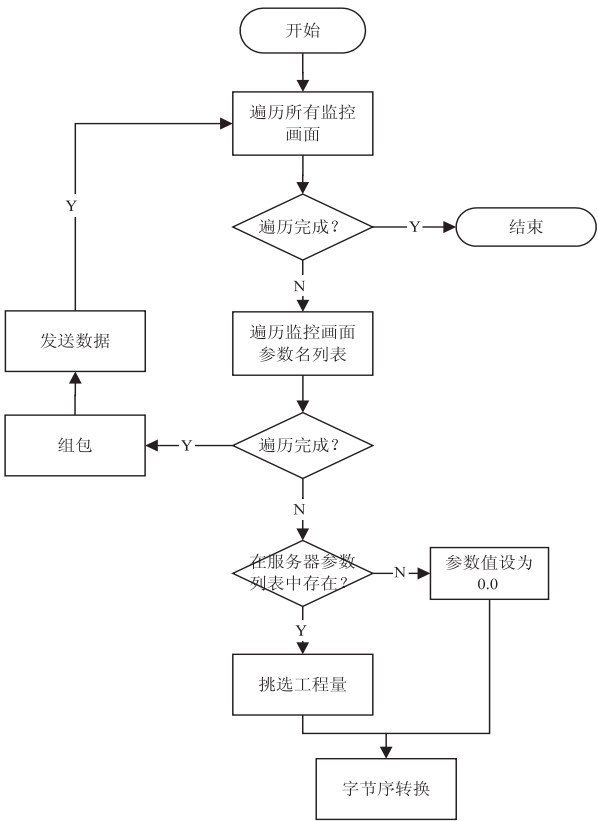 开始
遍历所有监控
画面
Y
遍历完成？
Y
结束
N
发送数据
遍历监控画面
参数名列表
组包
Y
遍历完成？
N
在服务器参数
列表中存在？
N
参数值设为
0.0
Y
挑选工程量
字节序转换